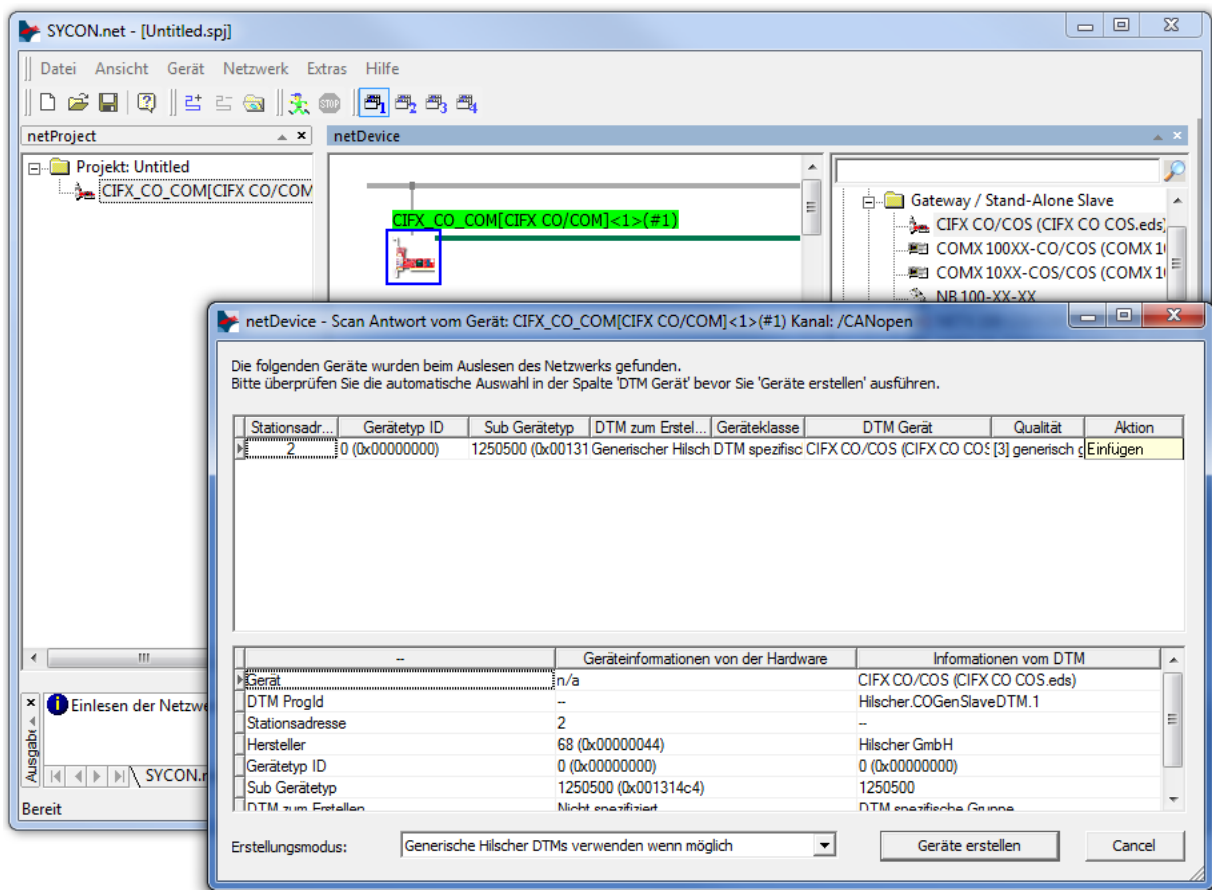 SYCON.net - [Untitled.spj]
Datei Ansicht Gerät Netzwerk Extras Hilfe
netProject
netDevice
Projekt: Untitled
CIFX_CO_COM[CIFX CO/COM
CIFX_CO_COM[CIFX CO/COM]<1>(#1)
Gateway / Stand-Alone Slave
CIFX CO/COS (CIFX CO COS.eds)
COMX 100XX-CO/COS (COMX 1
COMX 10XX-COS/COS (COMX 1
NB 100-XX-XX
netDevice - Scan Antwort vom Gerät: CIFX_CO_COM[CIFX CO/COM]<1>(#1) Kanal: /CANopen
Die folgenden Geräte wurden beim Auslesen des Netzwerks gefunden.
Bitte überprüfen Sie die automatische Auswahl in der Spalte 'DTM Gerät' bevor Sie 'Geräte erstellen' ausführen.
Stationsadr... Gerätetyp ID Sub Gerätetyp DTM zum Erstel... Geräteklasse DTM Gerät Qualität Aktion
2 0 (0x00000000) 1250500 (0x00131 Generischer Hilsch DTM spezifisc CIFX CO/COS (CIFX CO COS [3] generisch g Einfügen
-- Geräteinformationen von der Hardware Informationen vom DTM
Gerät n/a CIFX CO/COS (CIFX CO COS.eds)
DTM ProgId -- Hilscher.COGenSlaveDTM.1
Stationsadresse 2 --
Hersteller 68 (0x00000044) Hilscher GmbH
Gerätetyp ID 0 (0x00000000) 0 (0x00000000)
Sub Gerätetyp 1250500 (0x001314c4) 1250500
DTM zum Erstellen Nicht spezifiziert DTM spezifische Gruppe
Erstellungsmodus: Generische Hilscher DTMs verwenden wenn möglich Geräte erstellen Cancel
Ausgabe
Einlesen der Netzwe
SYCON.n
Bereit